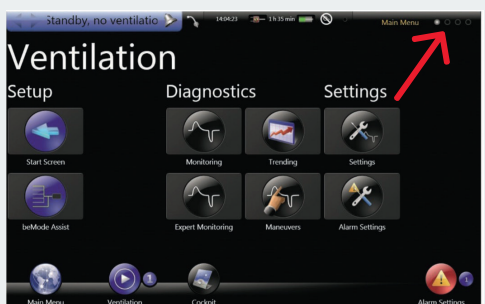 Standby, no ventilatio
14:04:23
1 h 35 min
Main Menu
Ventilation
Setup
Diagnostics
Settings
Start Screen
Monitoring
Trending
Settings
beMode Assist
Expert Monitoring
Maneuvers
Alarm Settings
1
Main Menu
Ventilation
Cockpit
Alarm Settings